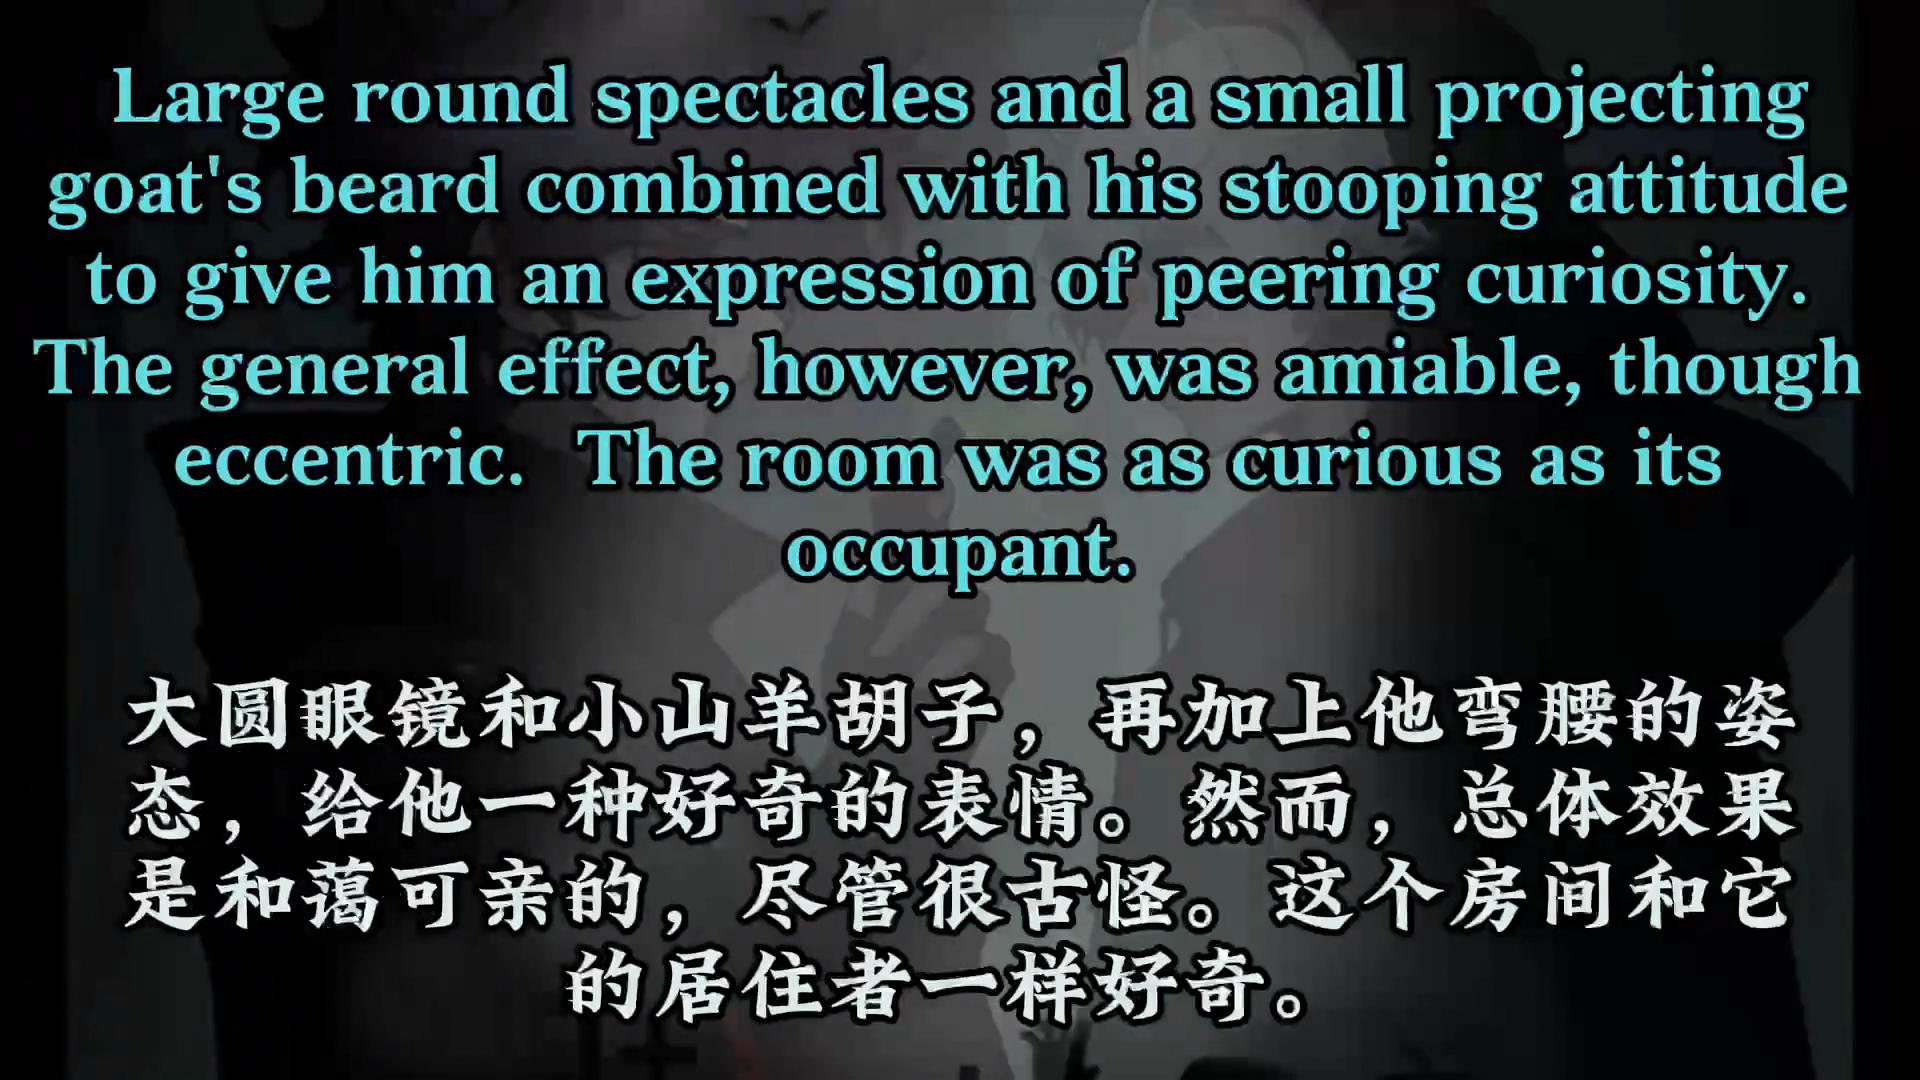 Large round spectacles and a small projecting
goat's beard combined with his stooping attitude
to give him an expression of peering curiosity.
The general effect, however, was amiable, though
eccentric.  The room was as curious as its
occupant.
大圆眼镜和小山羊胡子，再加上他弯腰的姿
态，给他一种好奇的表情。然而，总体效果
是和蔼可亲的，尽管很古怪。这个房间和它
的居住者一样好奇。